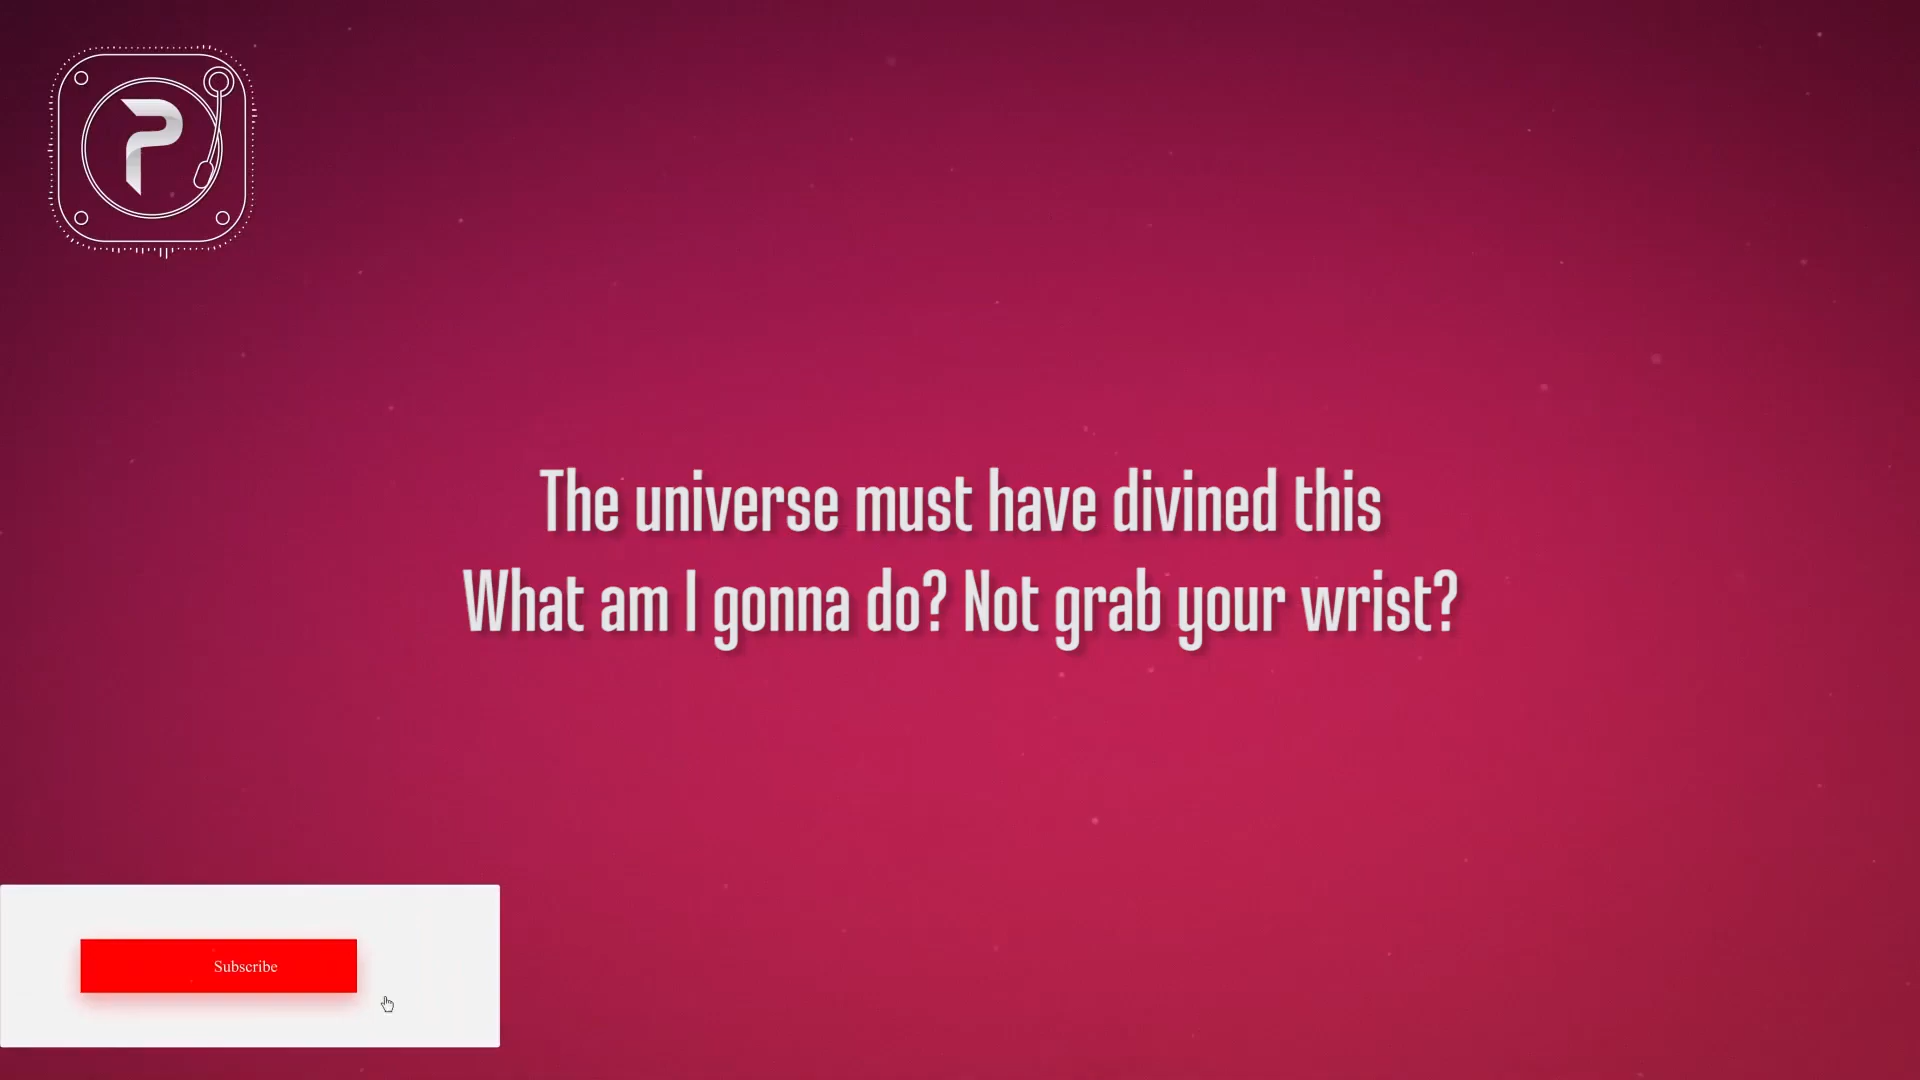 P
The universe must have divined this
What am I gonna do? Not grab your wrist?
Subscribe